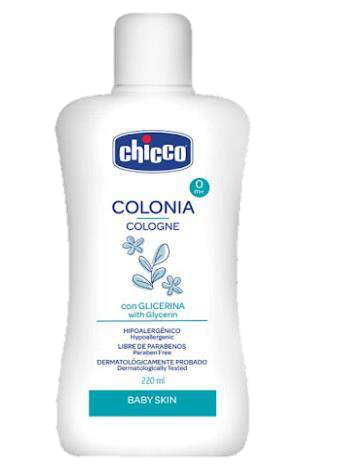 chicco
0
m+
COLONIA
COLOGNE
con GLICERINA
with Glycerin
HIPOALERGÉNICO
Hypoallergenic
LIBRE DE PARABENOS
Paraben Free
DERMATOLÓGICAMENTE PROBADO
Dermatologically Tested
220 ml
BABY SKIN